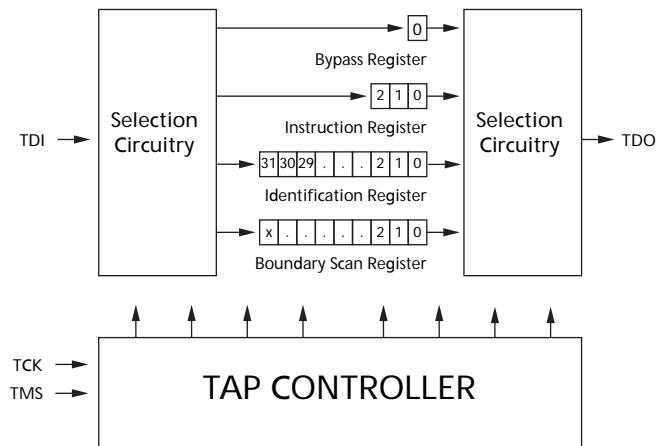 0
Bypass Register
2 1 0
Selection
Circuitry
Selection
Circuitry
TDI
TDO
Instruction Register
31 30 29 . . . 2 1 0
Identification Register
x . . . . . 2 1 0
Boundary Scan Register
TCK
TMS
TAP CONTROLLER